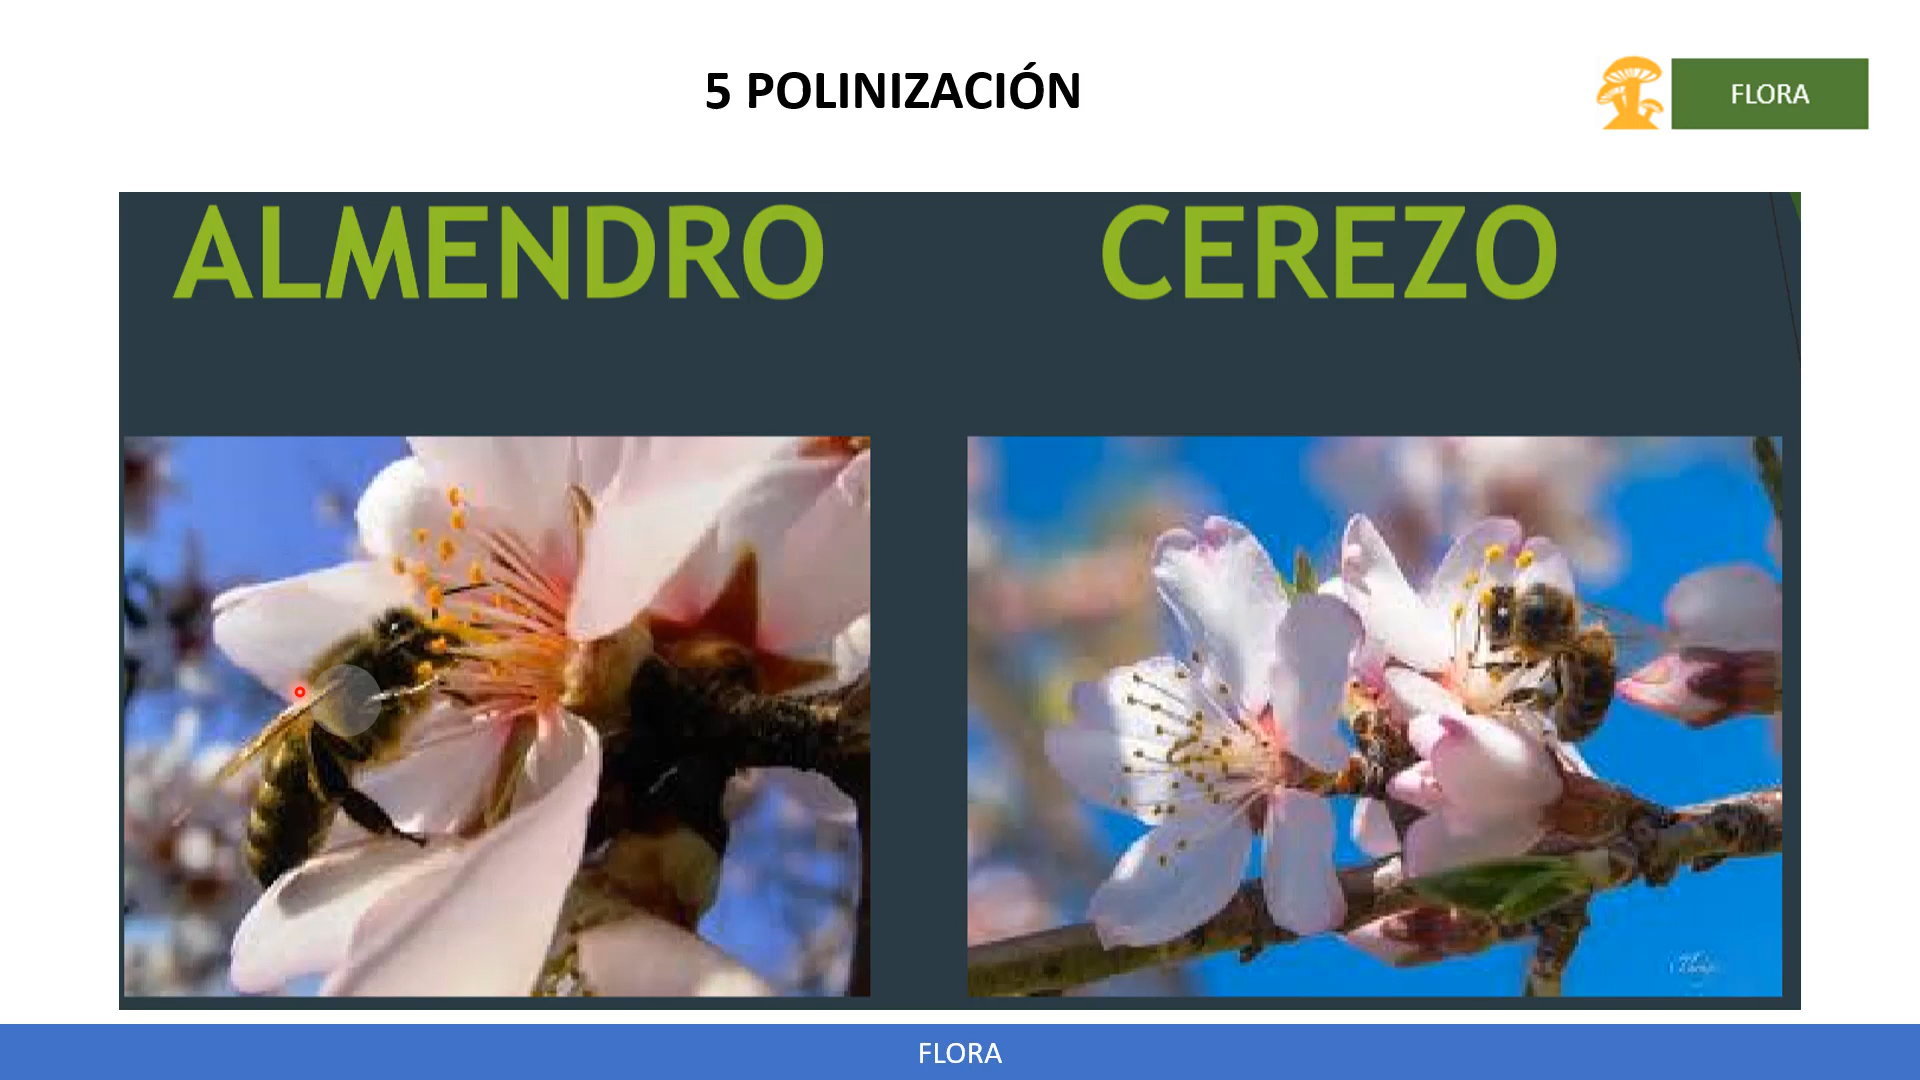 5 POLINIZACIÓN
FLORA
ALMENDRO
CEREZO
FLORA